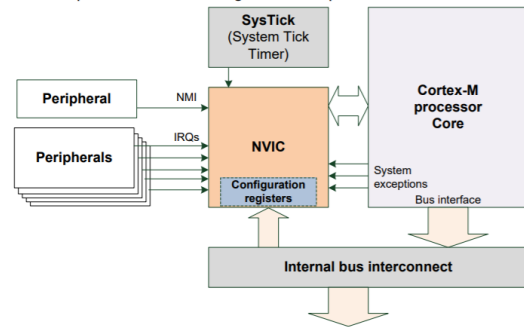 SysTick
(System Tick
Timer)
Peripheral
NMI
Cortex-M
processor
Core
Peripherals
IRQs
NVIC
Configuration
registers
System
exceptions
Bus interface
Internal bus interconnect